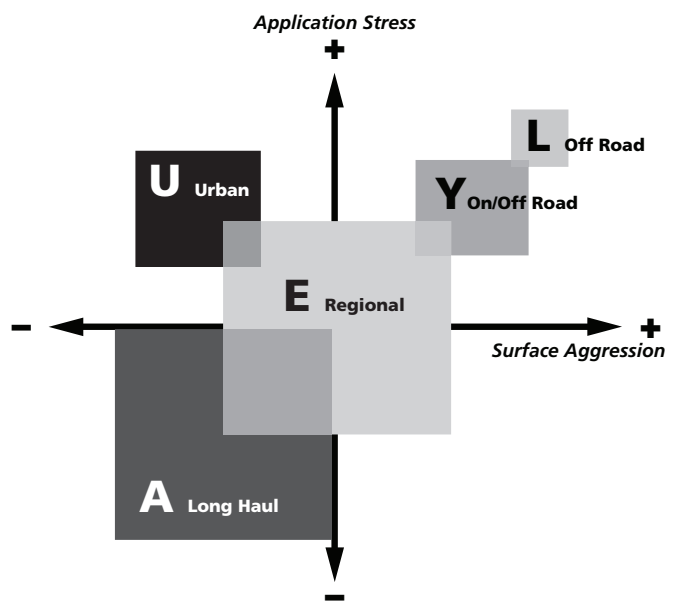 Application Stress
+
L Off Road
U Urban
Y On/Off Road
E Regional
- +
Surface Aggression
A Long Haul
-